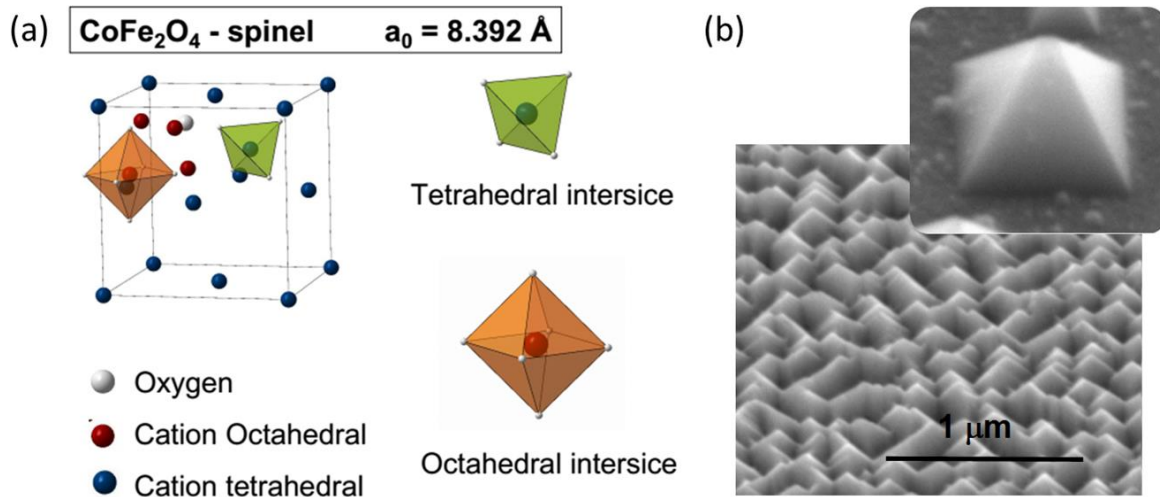 (a)
CoFe₂O₄ - spinel a₀ = 8.392 Å
Tetrahedral intersice
Octahedral intersice
Oxygen
Cation Octahedral
Cation tetrahedral
(b)
1 μm